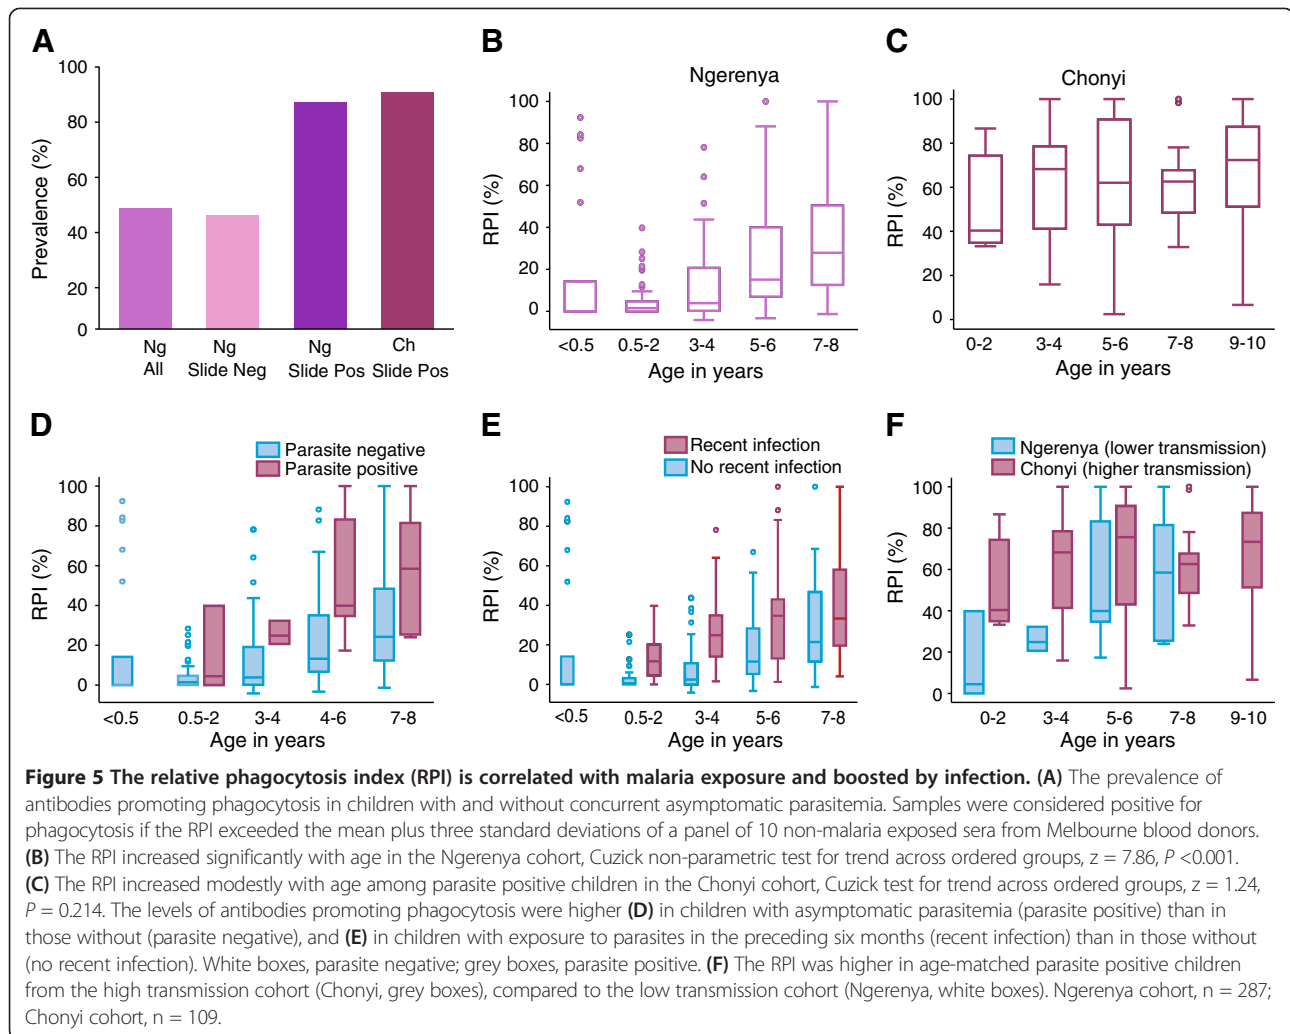 A
100
80
60
40
20
0
Prevalence (%)
Ng
All
Ng
Slide Neg
Ng
Slide Pos
Ch
Slide Pos
B
Ngerenya
100
80
60
40
20
0
RPI (%)
<0.5 0.5-2 3-4 5-6 7-8
Age in years
C
Chonyi
100
80
60
40
20
0
RPI (%)
0-2 3-4 5-6 7-8 9-10
Age in years
D
Parasite negative
Parasite positive
100
80
60
40
20
0
RPI (%)
<0.5 0.5-2 3-4 4-6 7-8
Age in years
E
Recent infection
No recent infection
100
80
60
40
20
0
RPI (%)
<0.5 0.5-2 3-4 5-6 7-8
Age in years
F
Ngerenya (lower transmission)
Chonyi (higher transmission)
100
80
60
40
20
0
RPI (%)
0-2 3-4 5-6 7-8 9-10
Age in years
Figure 5 The relative phagocytosis index (RPI) is correlated with malaria exposure and boosted by infection. (A) The prevalence of
antibodies promoting phagocytosis in children with and without concurrent asymptomatic parasitemia. Samples were considered positive for
phagocytosis if the RPI exceeded the mean plus three standard deviations of a panel of 10 non-malaria exposed sera from Melbourne blood donors.
(B) The RPI increased significantly with age in the Ngerenya cohort, Cuzick non-parametric test for trend across ordered groups, z = 7.86, P <0.001.
(C) The RPI increased modestly with age among parasite positive children in the Chonyi cohort, Cuzick test for trend across ordered groups, z = 1.24,
P = 0.214. The levels of antibodies promoting phagocytosis were higher (D) in children with asymptomatic parasitemia (parasite positive) than in
those without (parasite negative), and (E) in children with exposure to parasites in the preceding six months (recent infection) than in those without
(no recent infection). White boxes, parasite negative; grey boxes, parasite positive. (F) The RPI was higher in age-matched parasite positive children
from the high transmission cohort (Chonyi, grey boxes), compared to the low transmission cohort (Ngerenya, white boxes). Ngerenya cohort, n = 287;
Chonyi cohort, n = 109.